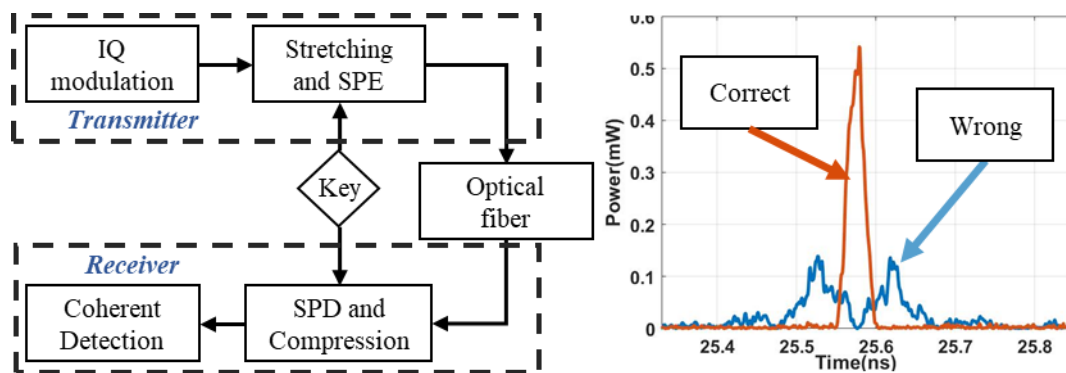 IQ
modulation
Stretching
and SPE
Transmitter
Key
Optical
fiber
Receiver
Coherent
Detection
SPD and
Compression
0.6
0.5
0.4
0.3
0.2
0.1
0
Power(mW)
Correct
Wrong
25.4
25.5
25.6
25.7
25.8
Time(ns)